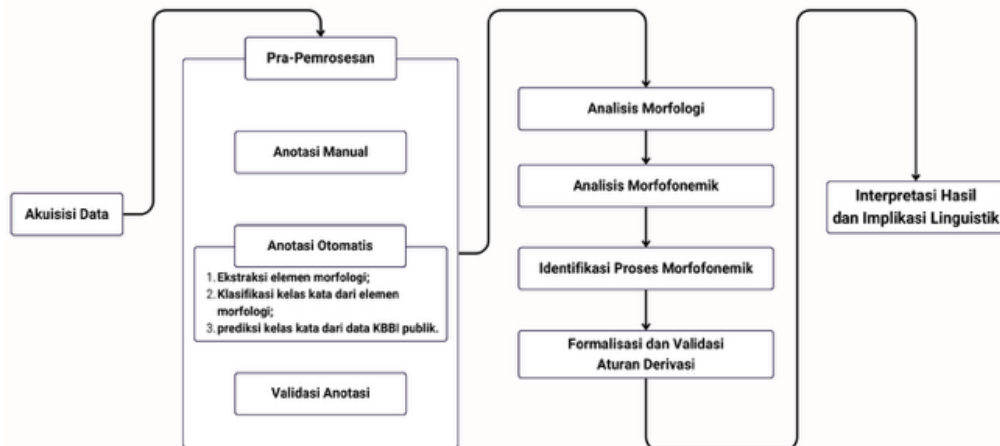 Akuisisi Data
Pra-Pemrosesan
Anotasi Manual
Anotasi Otomatis
1. Ekstraksi elemen morfologi;
2. Klasifikasi kelas kata dari elemen
morfologi;
3. prediksi kelas kata dari data KBBI publik.
Validasi Anotasi
Analisis Morfologi
Analisis Morfofonemik
Identifikasi Proses Morfofonemik
Formalisasi dan Validasi
Aturan Derivasi
Interpretasi Hasil
dan Implikasi Linguistik